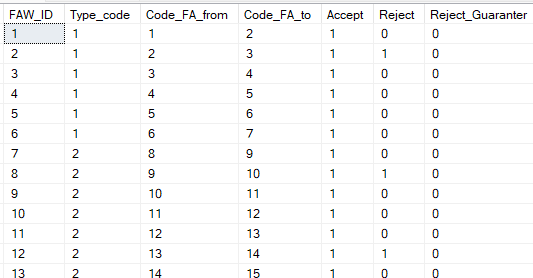 FAW_ID Type_code Code_FA_from Code_FA_to Accept Reject Reject_Guaranter
1 1 1 2 1 0 0
2 1 2 3 1 1 0
3 1 3 4 1 0 0
4 1 4 5 1 0 0
5 1 5 6 1 0 0
6 1 6 7 1 0 0
7 2 8 9 1 0 0
8 2 9 10 1 1 0
9 2 10 11 1 0 0
10 2 11 12 1 0 0
11 2 12 13 1 0 0
12 2 13 14 1 1 0
13 2 14 15 1 0 0